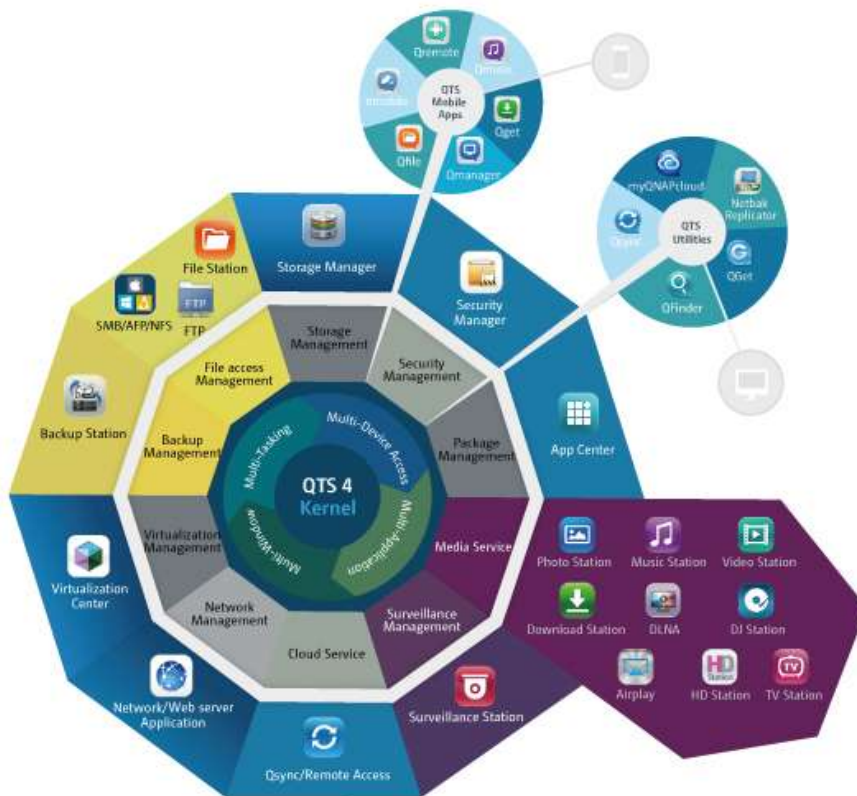 Qremote
Qmusic
QTS
Mobile
Apps
Qget
Qfile
Qmanager
myQNAPcloud
Netbak
Replicator
Qsync
QTS
Utilities
QGet
QFinder
File Station
Storage Manager
SMB/AFP/NFS
FTP
FTP
Security
Manager
Storage
Management
File access
Management
Security
Management
Backup Station
Backup
Management
Package
Management
App Center
Multi-Tasking
Multi-Device Access
QTS 4
Kernel
Multi-Window
Multi-Application
Virtualization
Management
Media Service
Virtualization
Center
Network
Management
Surveillance
Management
Cloud Service
Photo Station
Music Station
Video Station
Download Station
DLNA
DJ Station
Airplay
HD
Station
HD Station
TV
TV Station
Network/Web server
Application
Surveillance Station
Qsync/Remote Access